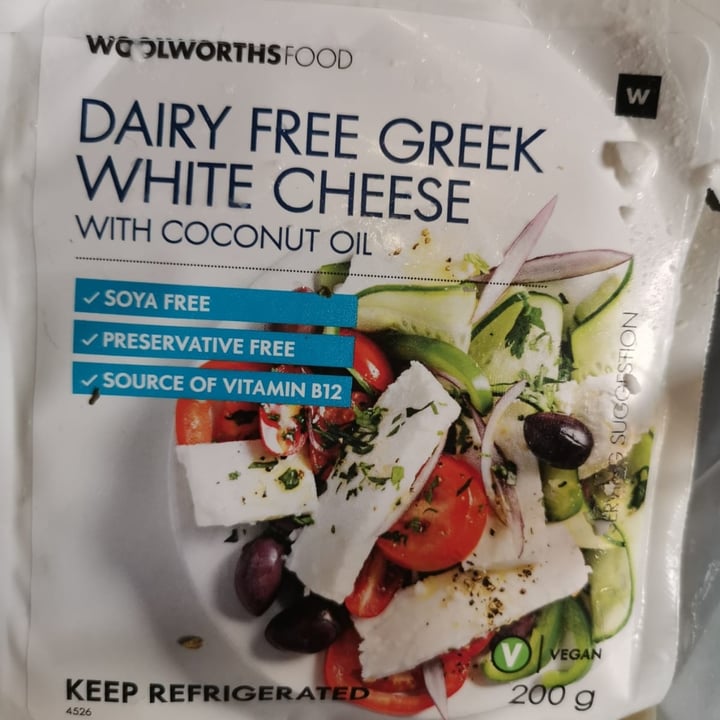 WOOLWORTHSFOOD
W
DAIRY FREE GREEK
WHITE CHEESE
WITH COCONUT OIL
✓ SOYA FREE
✓ PRESERVATIVE FREE
✓ SOURCE OF VITAMIN B12
SERVING SUGGESTION
V | VEGAN
KEEP REFRIGERATED
200 g
4526